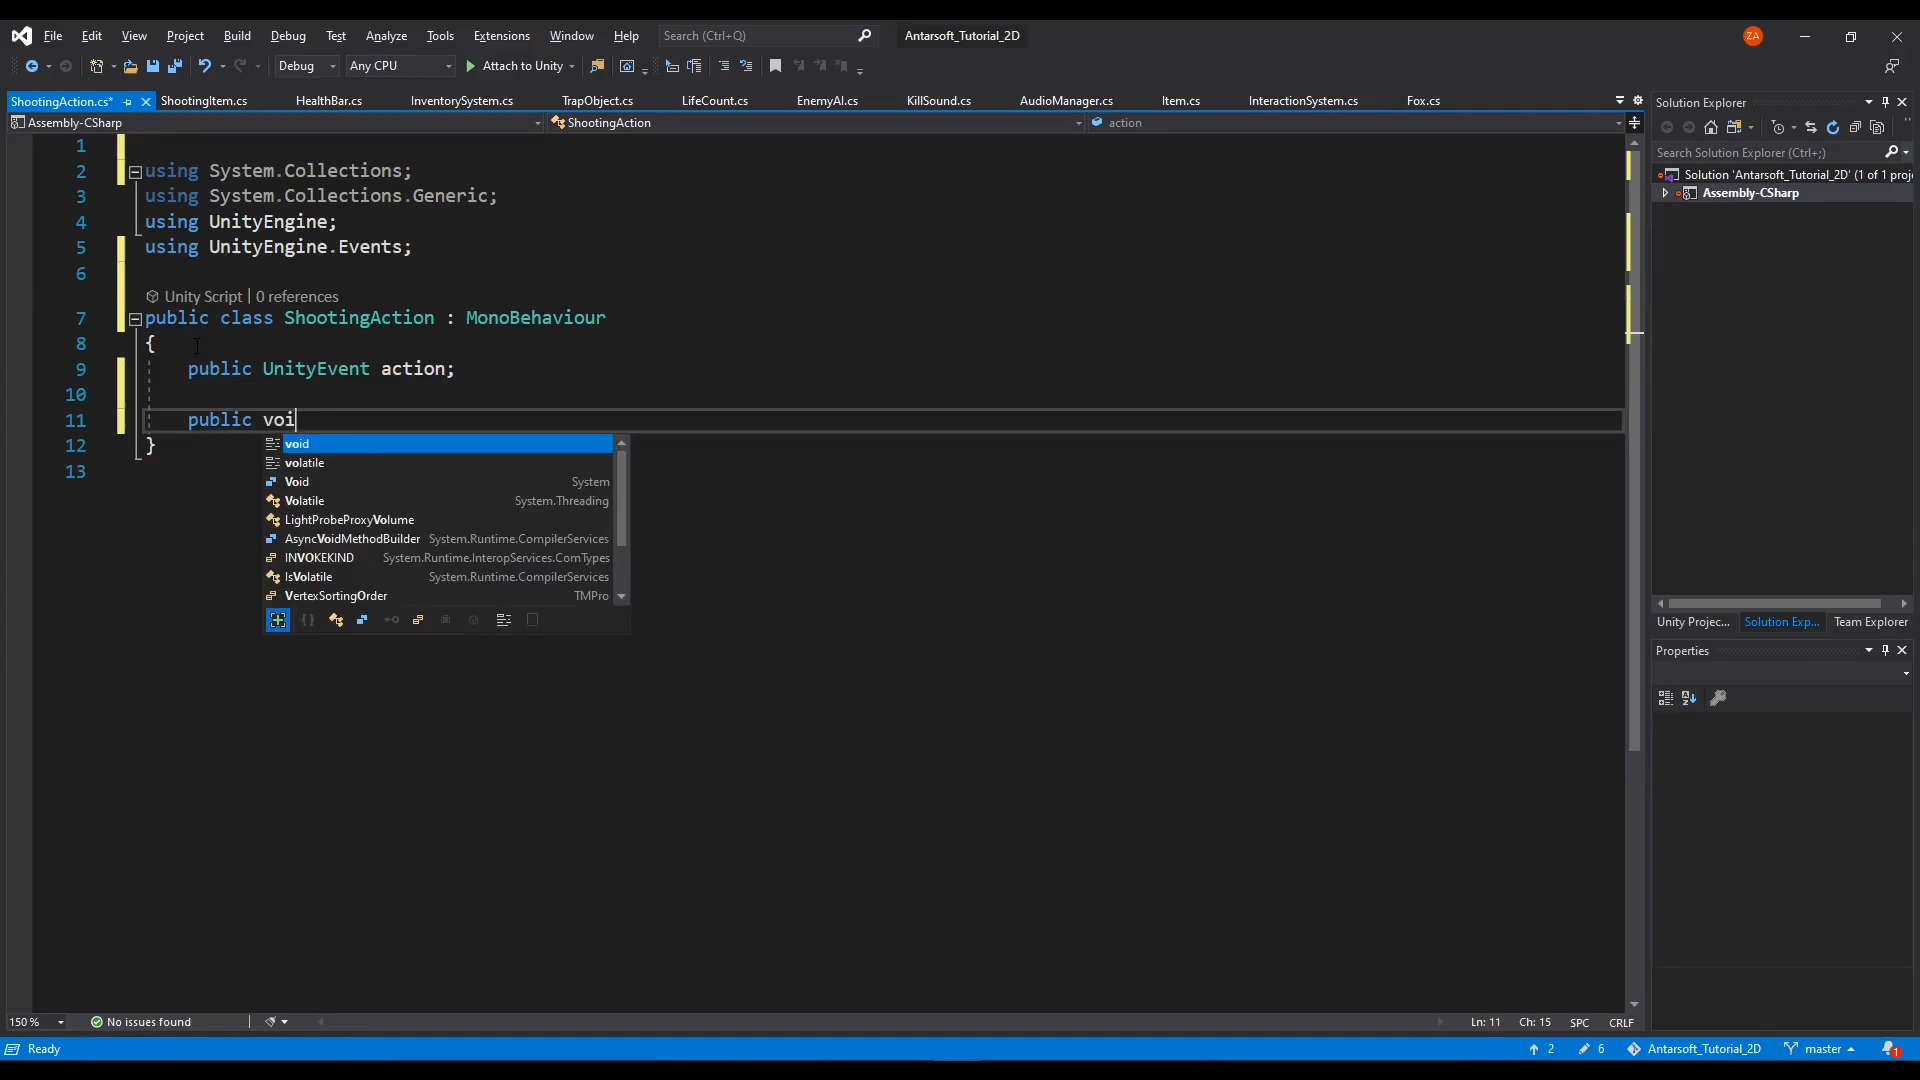 File Edit View Project Build Debug Test Analyze Tools Extensions Window Help Search (Ctrl+Q) Antarsoft_Tutorial_2D ZA
Debug Any CPU Attach to Unity
ShootingAction.cs* ShootingItem.cs HealthBar.cs InventorySystem.cs TrapObject.cs LifeCount.cs EnemyAI.cs KillSound.cs AudioManager.cs Item.cs InteractionSystem.cs Fox.cs
Assembly-CSharp ShootingAction action
1
2 using System.Collections;
3 using System.Collections.Generic;
4 using UnityEngine;
5 using UnityEngine.Events;
6
Unity Script | 0 references
7 public class ShootingAction : MonoBehaviour
8 {
9 public UnityEvent action;
10
11 public voi
12 }
13
void
volatile
Void System
Volatile System.Threading
LightProbeProxyVolume
AsyncVoidMethodBuilder System.Runtime.CompilerServices
INVOKEKIND System.Runtime.InteropServices.ComTypes
IsVolatile System.Runtime.CompilerServices
VertexSortingOrder TMPro
Solution Explorer
Search Solution Explorer (Ctrl+;)
Solution 'Antarsoft_Tutorial_2D' (1 of 1 proj
Assembly-CSharp
Unity Projec... Solution Exp... Team Explorer
Properties
150 % No issues found Ln: 11 Ch: 15 SPC CRLF
Ready 2 6 Antarsoft_Tutorial_2D master 1